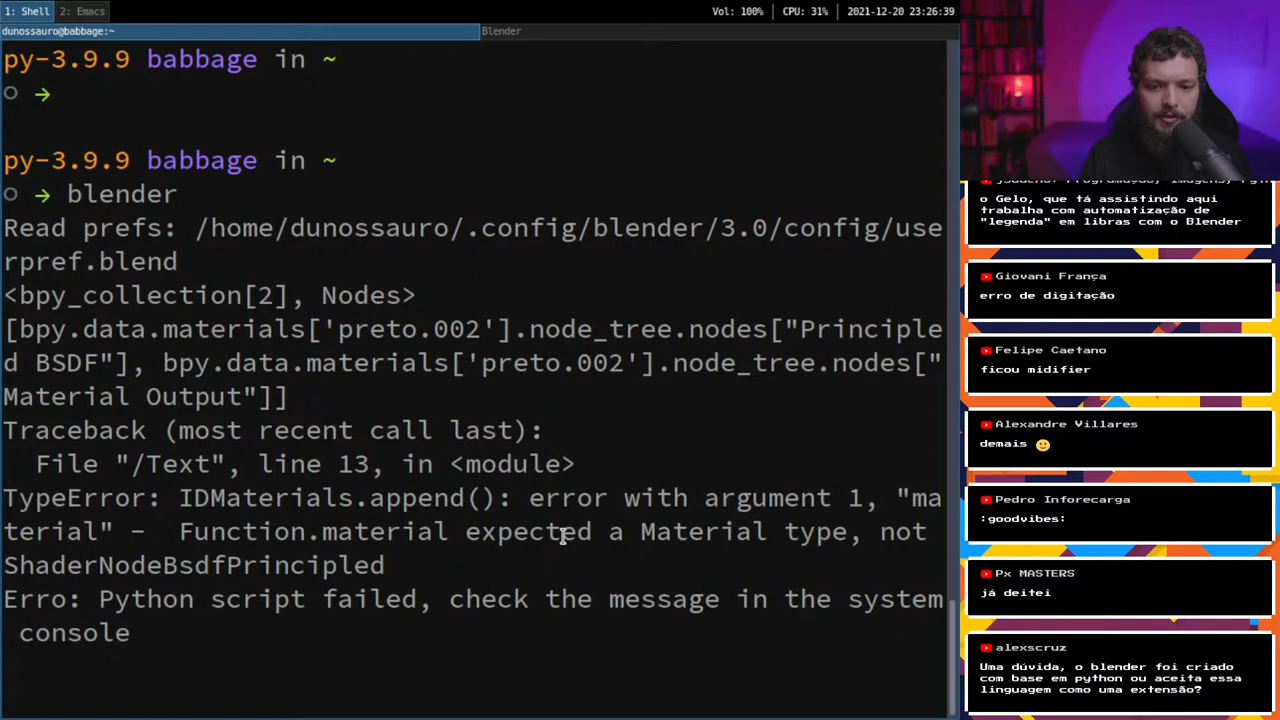 1: Shell
2: Emacs
Vol: 100%
CPU: 31%
2021-12-20 23:26:39
dunossauro@babbage:~
Blender
py-3.9.9 babbage in ~
→
py-3.9.9 babbage in ~
→ blender
Read prefs: /home/dunossauro/.config/blender/3.0/config/use
rpref.blend
<bpy_collection[2], Nodes>
[bpy.data.materials['preto.002'].node_tree.nodes["Principle
d BSDF"], bpy.data.materials['preto.002'].node_tree.nodes["
Material Output"]]
Traceback (most recent call last):
File "/Text", line 13, in <module>
TypeError: IDMaterials.append(): error with argument 1, "ma
terial" - Function.material expected a Material type, not
ShaderNodeBsdfPrincipled
Erro: Python script failed, check the message in the system
console
o Gelo, que tá assistindo aqui
trabalha com automatização de
"legenda" em libras com o Blender
Giovani França
erro de digitação
Felipe Caetano
ficou midifier
Alexandre Villares
demais 🙂
Pedro Inforecarga
:goodvibes:
Px MASTERS
já deitei
alexscruz
Uma dúvida, o blender foi criado
com base em python ou aceita essa
linguagem como uma extensão?